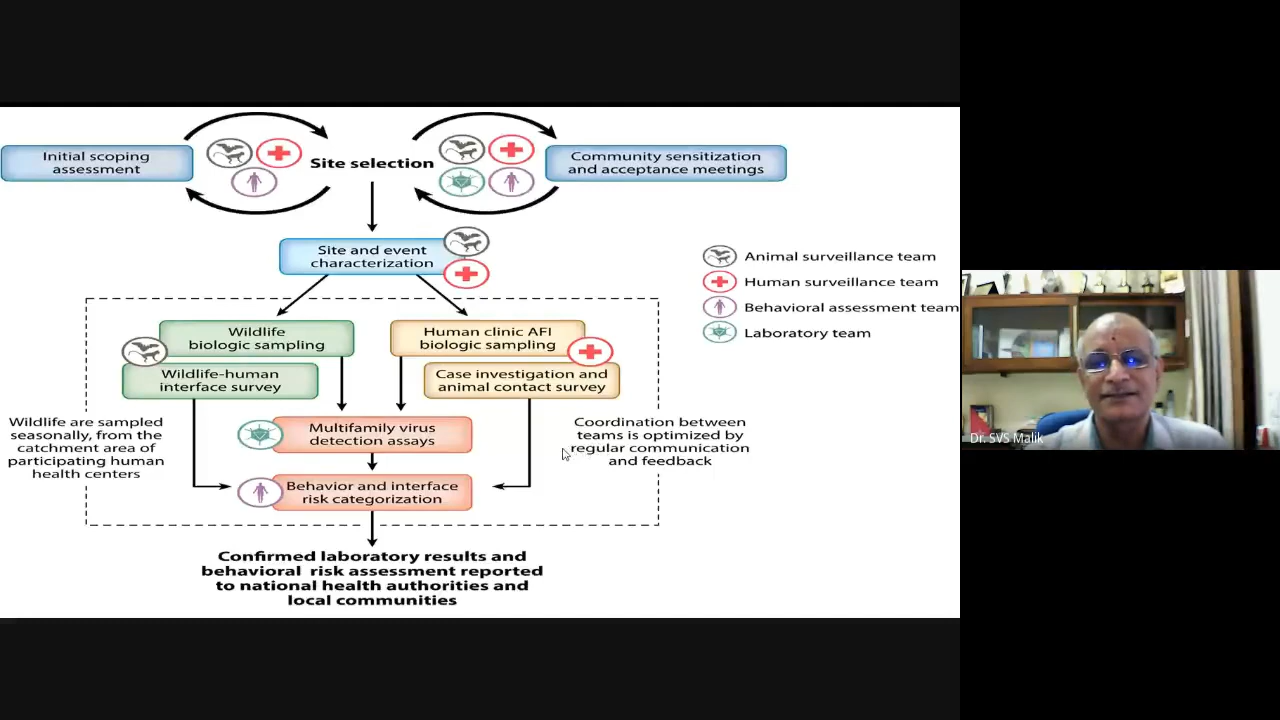 Initial scoping
assessment
Site selection
Community sensitization
and acceptance meetings
Site and event
characterization
Animal surveillance team
Human surveillance team
Behavioral assessment team
Laboratory team
Wildlife
biologic sampling
Human clinic AFI
biologic sampling
Wildlife-human
interface survey
Case investigation and
animal contact survey
Wildlife are sampled
seasonally, from the
catchment area of
participating human
health centers
Multifamily virus
detection assays
Coordination between
teams is optimized by
regular communication
and feedback
Behavior and interface
risk categorization
Confirmed laboratory results and
behavioral risk assessment reported
to national health authorities and
local communities
Dr. SVS Malik